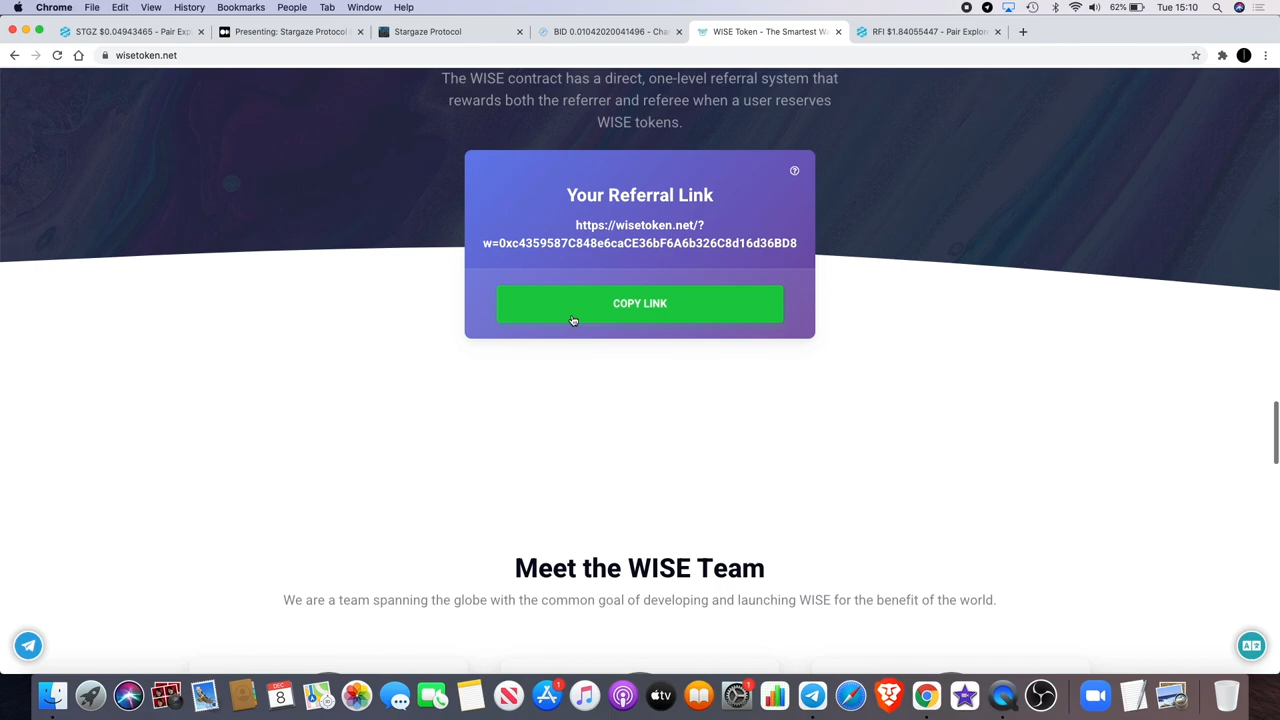 Chrome File Edit View History Bookmarks People Tab Window Help 62% Tue 15:10
STGZ $0.04943465 - Pair Exp
Presenting: Stargaze Protocol
Stargaze Protocol
BID 0.01042020041496 - Cha
WISE Token - The Smartest W
RFI $1.84055447 - Pair Explor
wisetoken.net
The WISE contract has a direct, one-level referral system that
rewards both the referrer and referee when a user reserves
WISE tokens.
Your Referral Link
https://wisetoken.net/?
w=0xc4359587C848e6caCE36bF6A6b326C8d16d36BD8
COPY LINK
Meet the WISE Team
We are a team spanning the globe with the common goal of developing and launching WISE for the benefit of the world.
DEC
8
1
tv
1